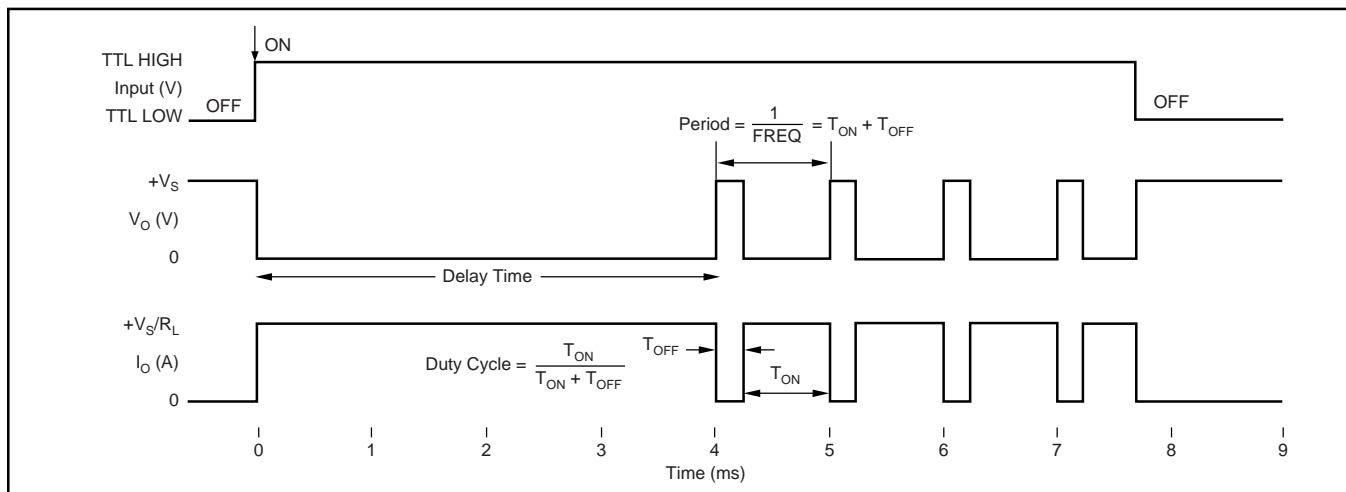 ON
TTL HIGH
Input (V)
OFF
TTL LOW
OFF
Period = 1/FREQ = T_ON + T_OFF
+V_S
V_O (V)
0
Delay Time
+V_S/R_L
I_O (A)
0
Duty Cycle = T_ON/(T_ON + T_OFF)
T_OFF
T_ON
0 1 2 3 4 5 6 7 8 9
Time (ms)